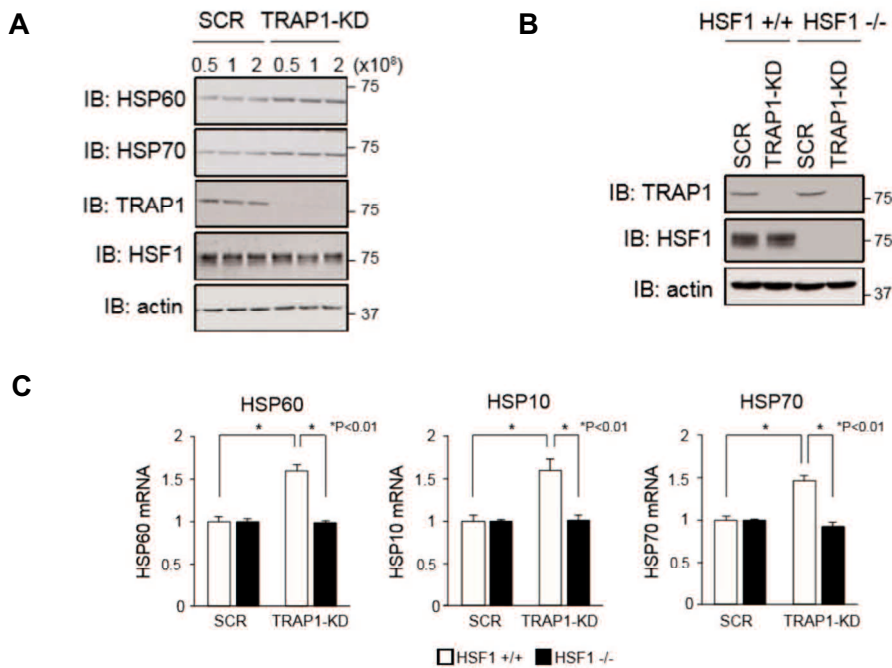 A
SCR TRAP1-KD
0.5 1 2 0.5 1 2 (x10⁸)
75
IB: HSP60
IB: HSP70
75
IB: TRAP1
75
IB: HSF1
75
IB: actin
37
B
HSF1 +/+ HSF1 -/-
SCR TRAP1-KD SCR TRAP1-KD
IB: TRAP1
75
IB: HSF1
75
IB: actin
37
C
HSP60
HSP60 mRNA
2
1.5
1
0.5
0
* * *P<0.01
SCR TRAP1-KD
HSP10
HSP10 mRNA
2
1.5
1
0.5
0
* * *P<0.01
SCR TRAP1-KD
HSP70
HSP70 mRNA
2
1.5
1
0.5
0
* * *P<0.01
SCR TRAP1-KD
HSF1 +/+ HSF1 -/-